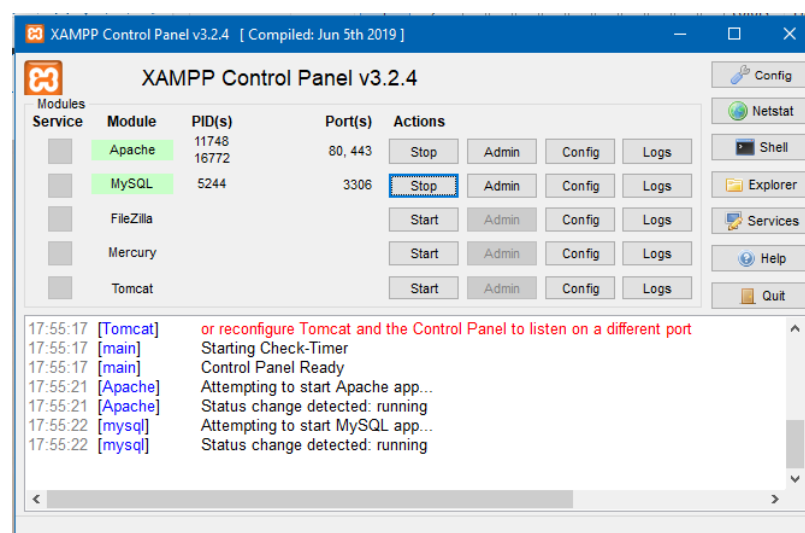 XAMPP Control Panel v3.2.4 [ Compiled: Jun 5th 2019 ]
XAMPP Control Panel v3.2.4
Config
Modules
Service Module PID(s) Port(s) Actions
Netstat
Apache 11748 16772 80, 443 Stop Admin Config Logs
Shell
MySQL 5244 3306 Stop Admin Config Logs
Explorer
FileZilla Start Admin Config Logs
Services
Mercury Start Admin Config Logs
Help
Tomcat Start Admin Config Logs
Quit
17:55:17 [Tomcat] or reconfigure Tomcat and the Control Panel to listen on a different port
17:55:17 [main] Starting Check-Timer
17:55:17 [main] Control Panel Ready
17:55:21 [Apache] Attempting to start Apache app...
17:55:21 [Apache] Status change detected: running
17:55:22 [mysql] Attempting to start MySQL app...
17:55:22 [mysql] Status change detected: running